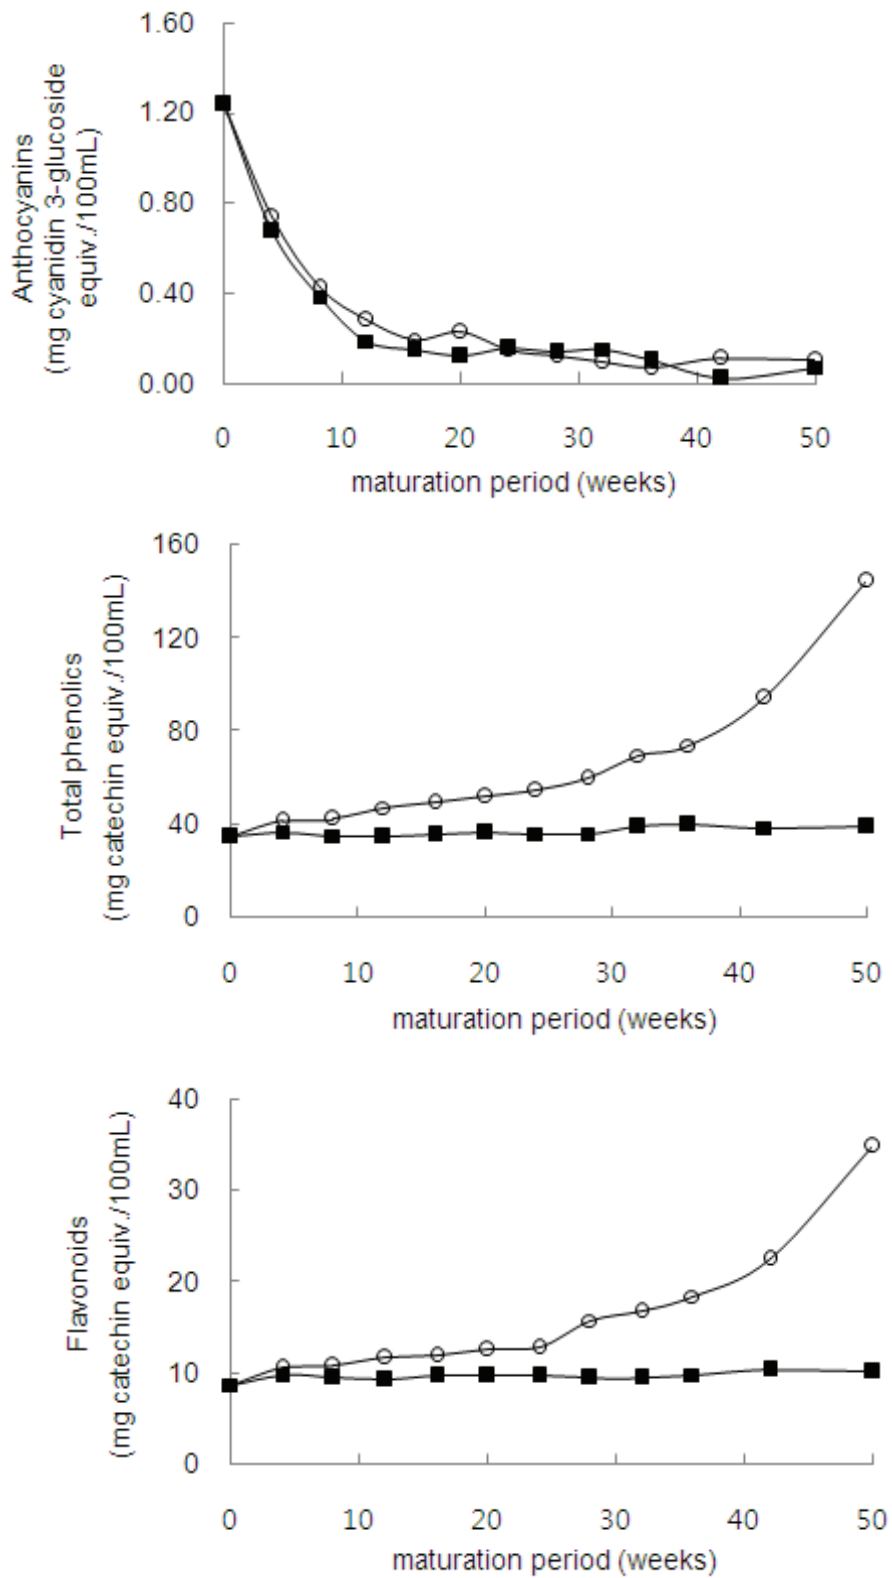 Anthocyanins
(mg cyanidin 3-glucoside
equiv./100mL)
1.60
1.20
0.80
0.40
0.00
0 10 20 30 40 50
maturation period (weeks)
Total phenolics
(mg catechin equiv./100mL)
160
120
80
40
0
0 10 20 30 40 50
maturation period (weeks)
Flavonoids
(mg catechin equiv./100mL)
40
30
20
10
0
0 10 20 30 40 50
maturation period (weeks)